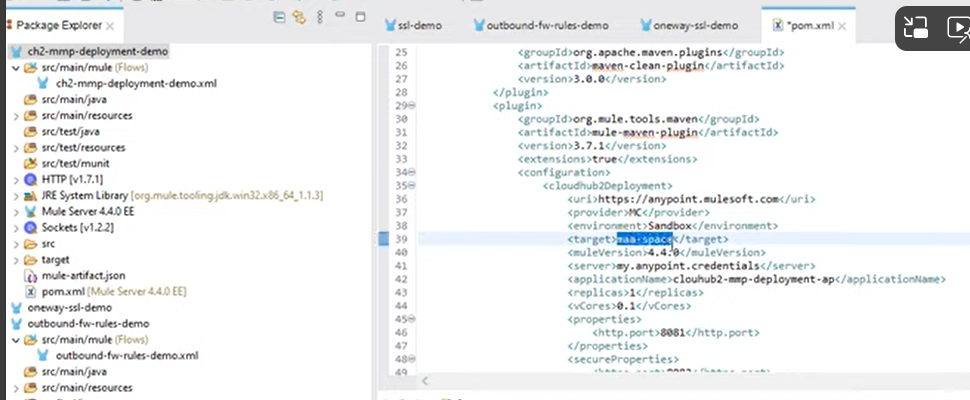 Package Explorer
ch2-mmp-deployment-demo
src/main/mule (Flows)
ch2-mmp-deployment-demo.xml
src/main/java
src/main/resources
src/test/java
src/test/resources
src/test/munit
HTTP [v1.7.1]
JRE System Library [org.mule.tooling.jdk.win32.x86_64_1.1.3]
Mule Server 4.4.0 EE
Sockets [v1.2.2]
src
target
mule-artifact.json
pom.xml [Mule Server 4.4.0 EE]
oneway-ssl-demo
outbound-fw-rules-demo
src/main/mule (Flows)
outbound-fw-rules-demo.xml
src/main/java
src/main/resources
ssl-demo
outbound-fw-rules-demo
oneway-ssl-demo
*pom.xml
25 <groupId>org.apache.maven.plugins</groupId>
26 <artifactId>maven-clean-plugin</artifactId>
27 <version>3.0.0</version>
28 </plugin>
29 <plugin>
30 <groupId>org.mule.tools.maven</groupId>
31 <artifactId>mule-maven-plugin</artifactId>
32 <version>3.7.1</version>
33 <extensions>true</extensions>
34 <configuration>
35 <cloudhub2Deployment>
36 <uri>https://anypoint.mulesoft.com</uri>
37 <provider>MC</provider>
38 <environment>Sandbox</environment>
39 <target>maa-space</target>
40 <muleVersion>4.4.0</muleVersion>
41 <server>my.anypoint.credentials</server>
42 <applicationName>clouhub2-mmp-deployment-ap</applicationName>
43 <replicas>1</replicas>
44 <vCores>0.1</vCores>
45 <properties>
46 <http.port>8081</http.port>
47 </properties>
48 <secureProperties>
49